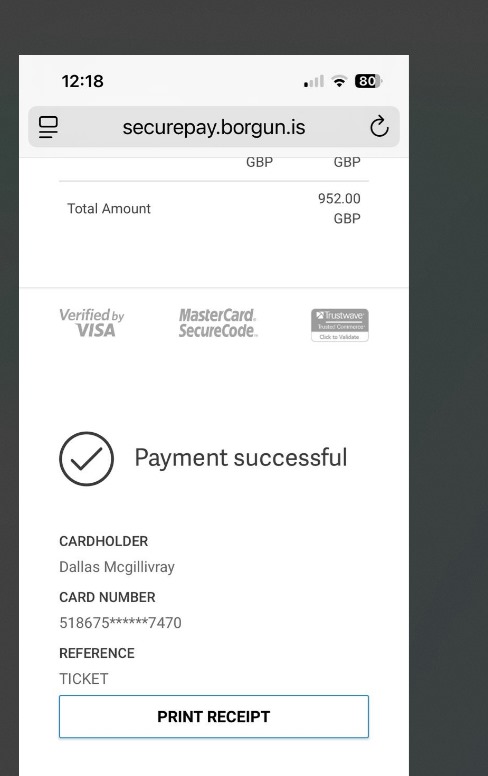 12:18
80
securepay.borgun.is
GBP GBP
Total Amount 952.00
GBP
Verified by VISA
MasterCard. SecureCode.
Trustwave
Trusted Commerce
Click to Validate
Payment successful
CARDHOLDER
Dallas Mcgillivray
CARD NUMBER
518675******7470
REFERENCE
TICKET
PRINT RECEIPT